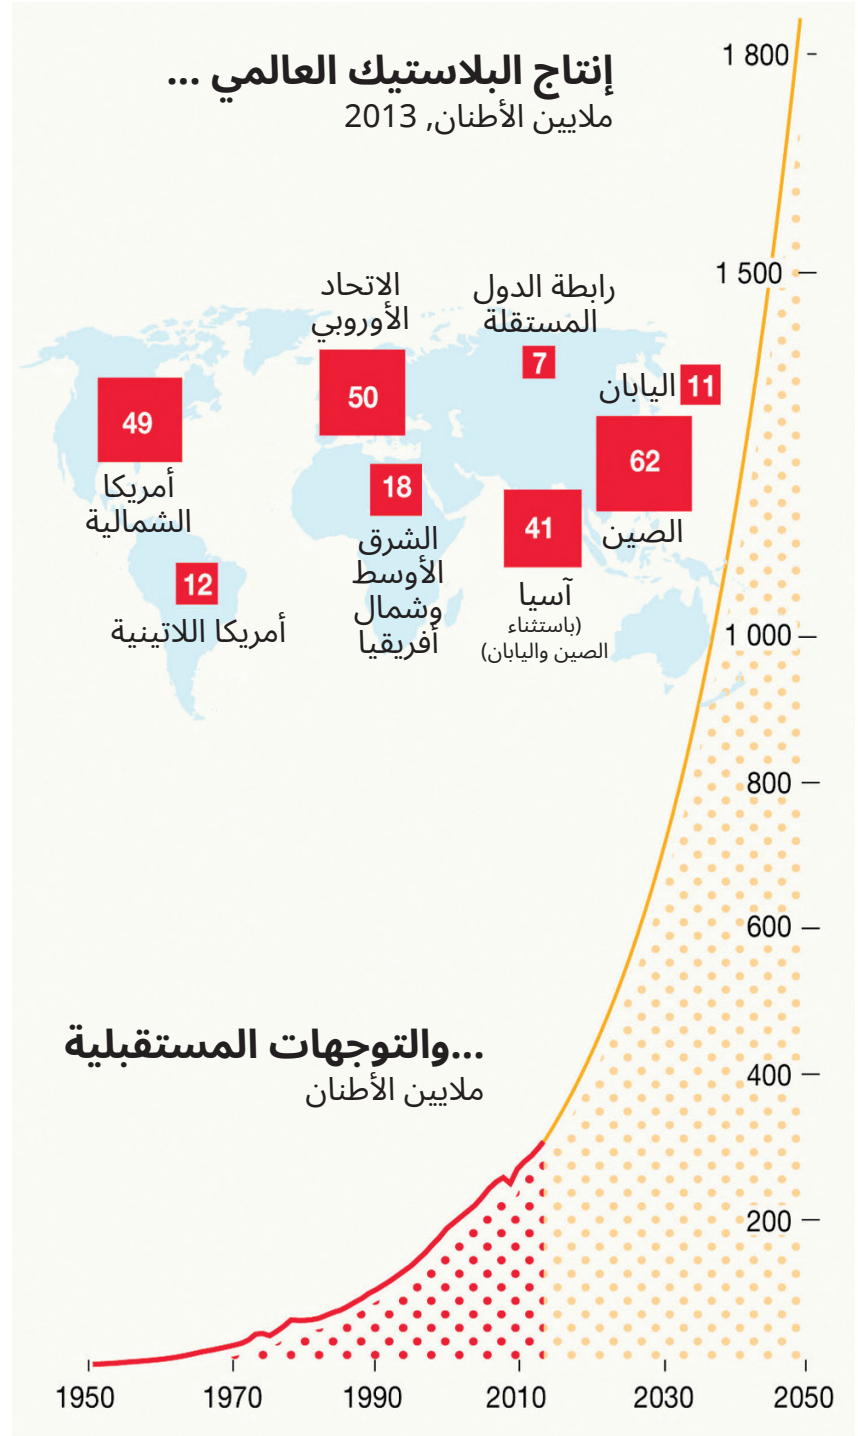 إنتاج البلاستيك العالمي ...
ملايين الأطنان, 2013
1 800
1 500
1 000
800
600
400
200
الاتحاد
الأوروبي
50
رابطة الدول
المستقلة
7
اليابان 11
49
أمريكا
الشمالية
62
الصين
18
الشرق
الأوسط
وشمال
أفريقيا
41
آسيا
(باستثناء
الصين واليابان)
12
أمريكا اللاتينية
...والتوجهات المستقبلية
ملايين الأطنان
1950 1970 1990 2010 2030 2050